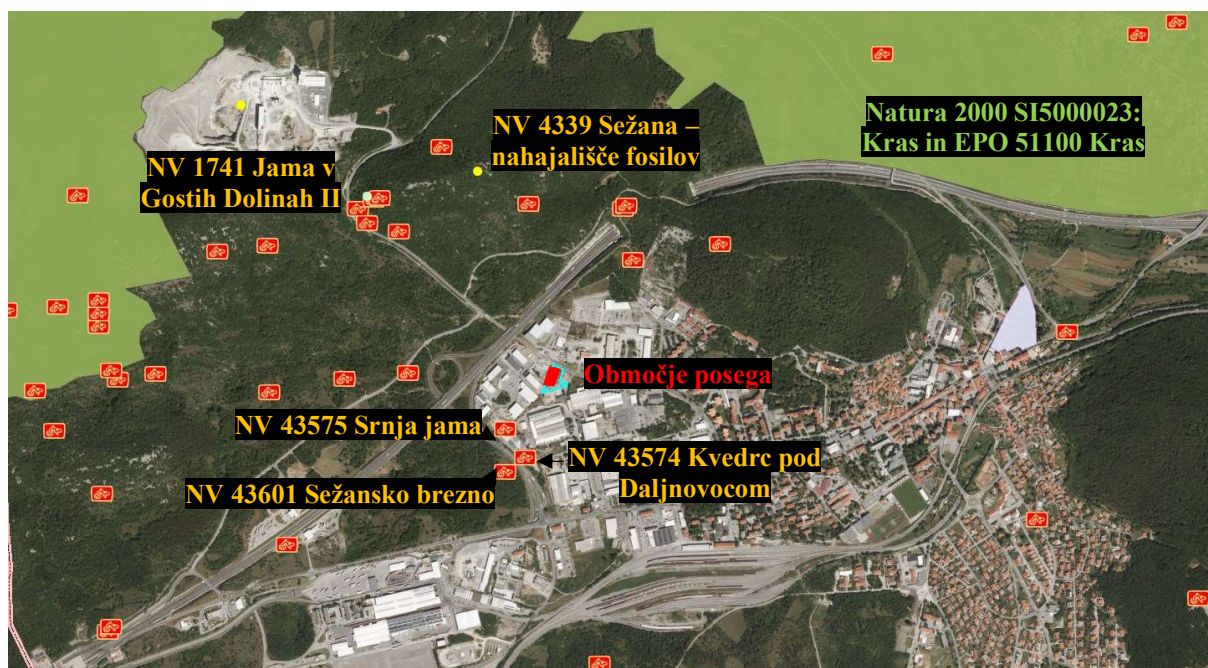 Natura 2000 SI5000023:
Kras in EPO 51100 Kras
NV 4339 Sežana –
nahajališče fosilov
NV 1741 Jama v
Gostih Dolinah II
Območje posega
NV 43575 Srnja jama
NV 43574 Kvedrc pod
Daljnovocom
NV 43601 Sežansko brezno